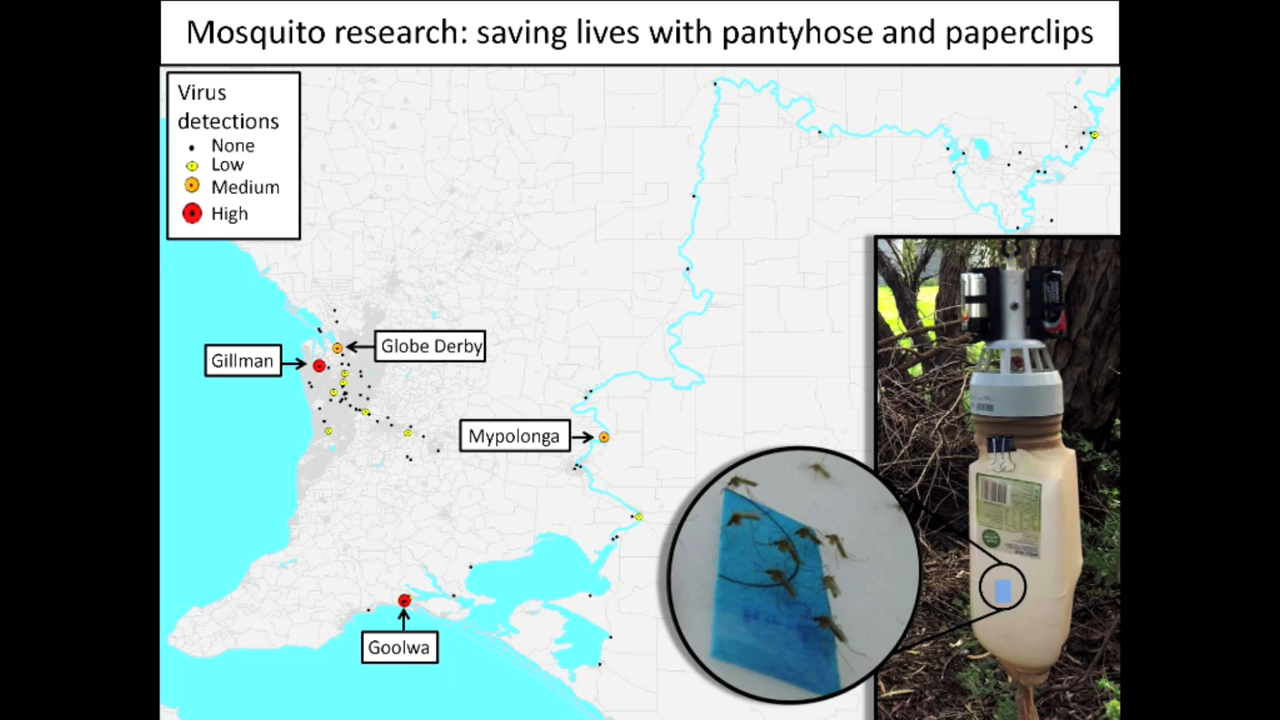 Mosquito research: saving lives with pantyhose and paperclips
Virus
detections
None
Low
Medium
High
Gillman
Globe Derby
Mypolonga
Goolwa